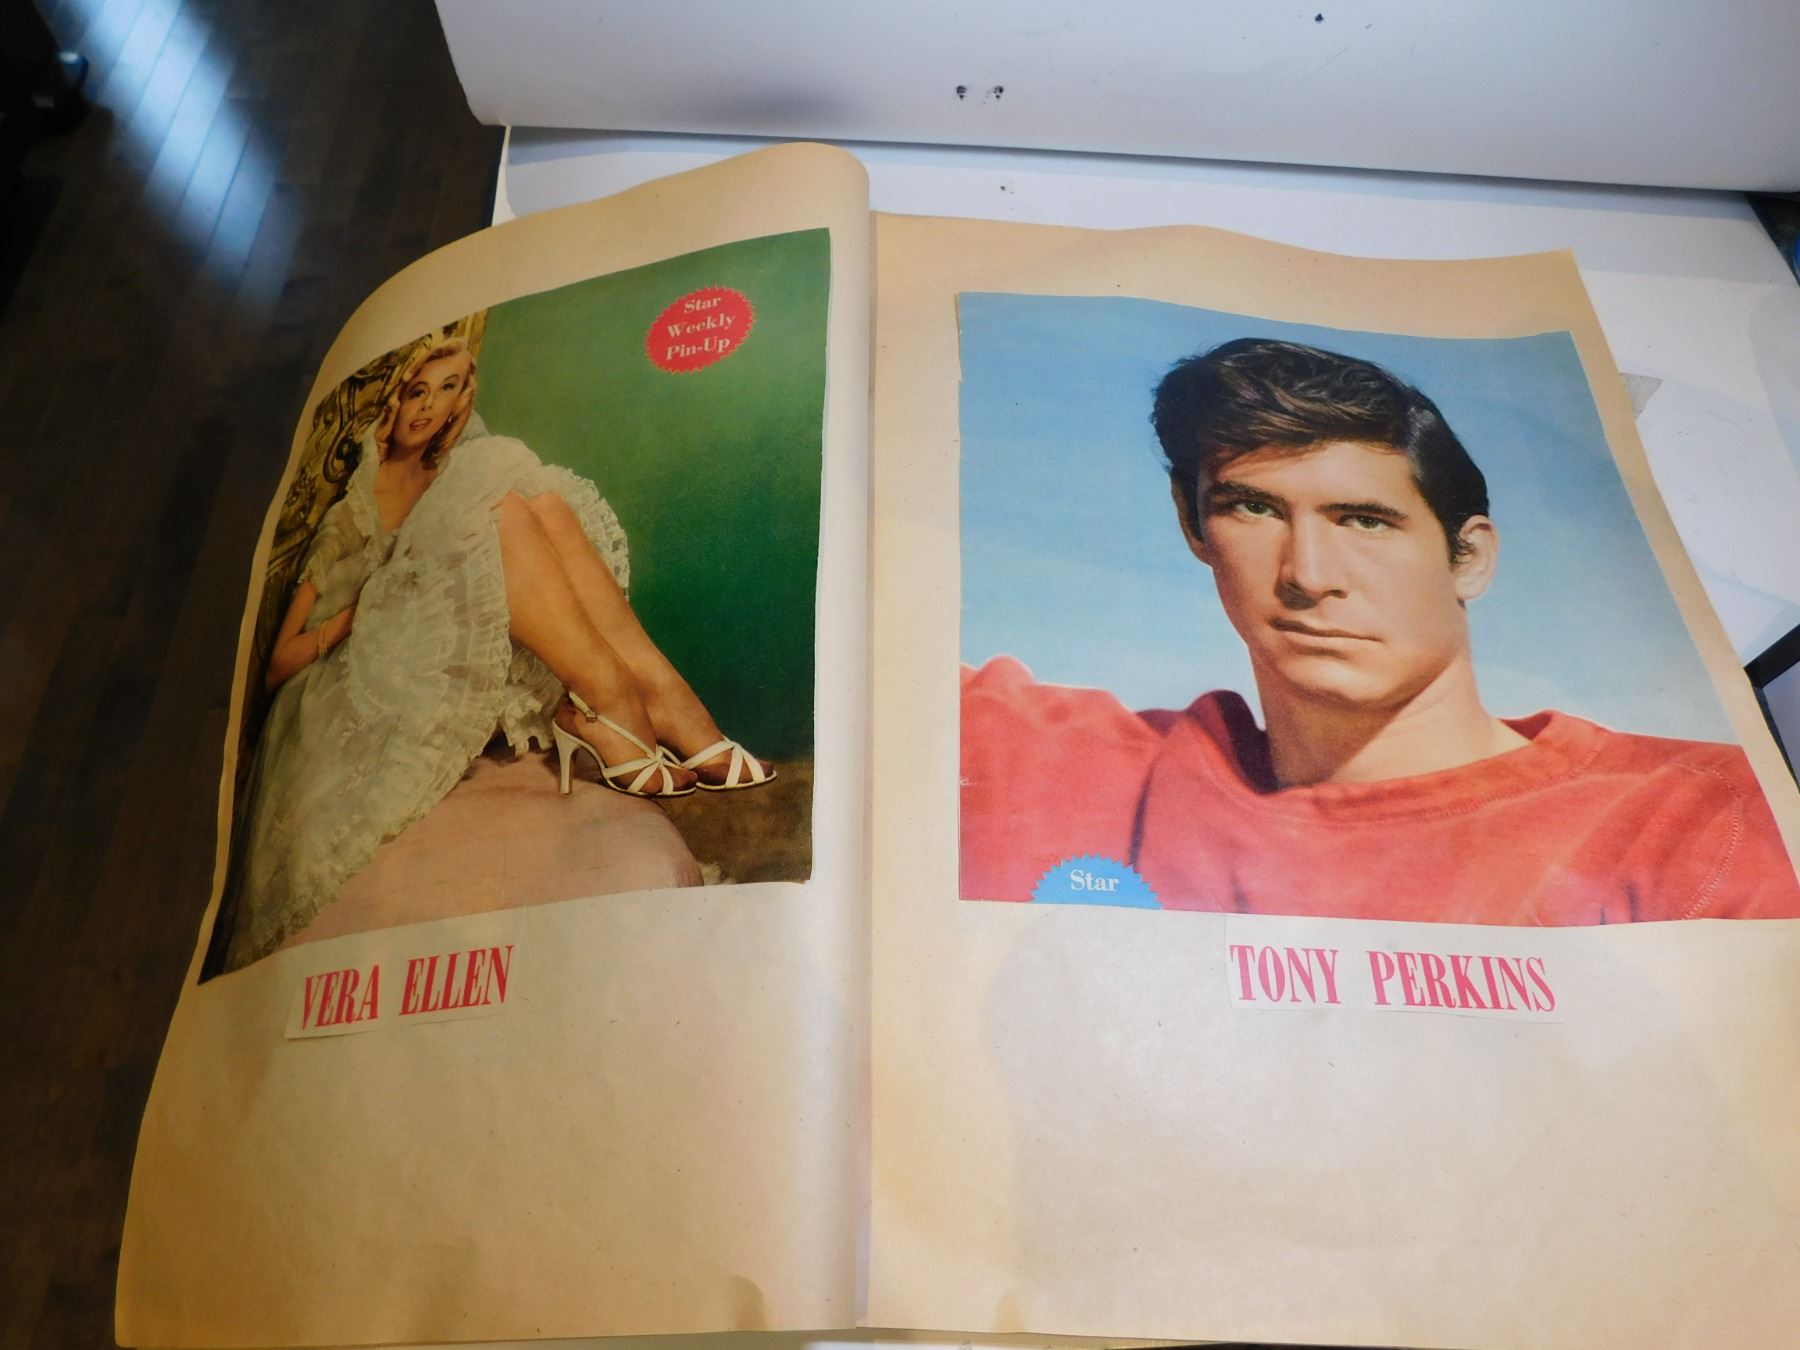 Star
Weekly
Pin-Up
VERA ELLEN
Star
TONY PERKINS